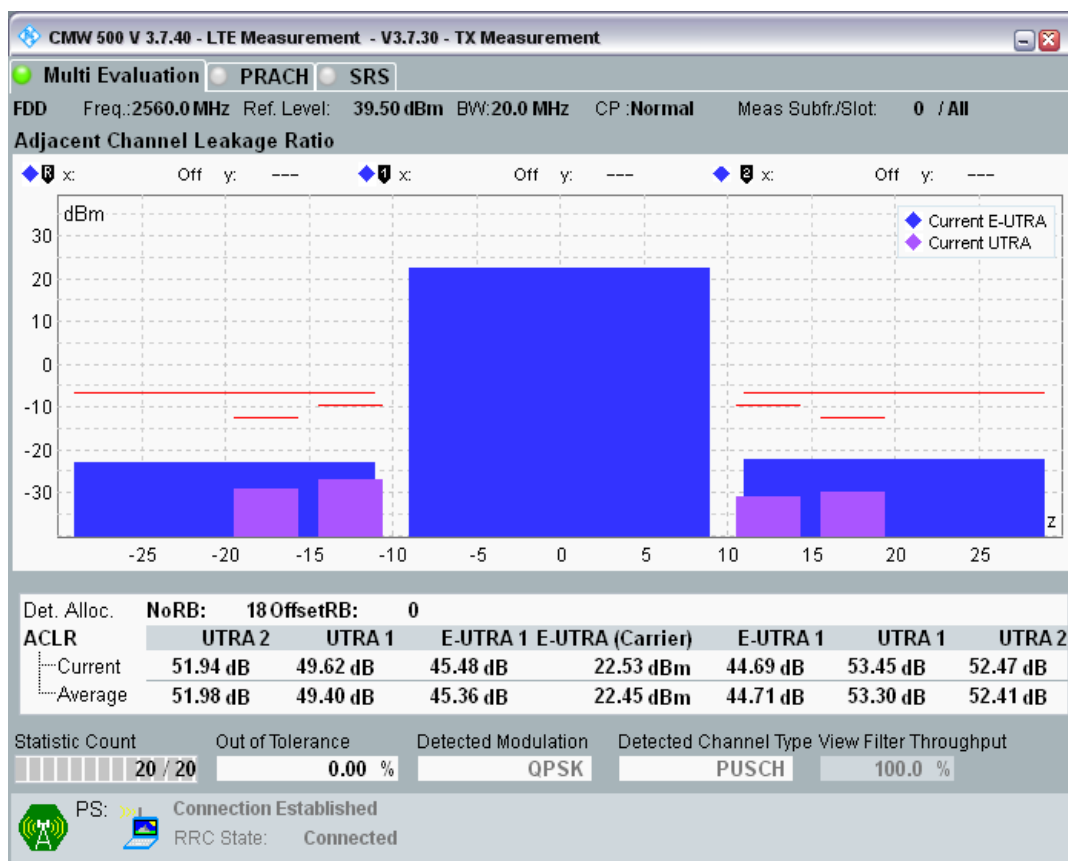 CMW 500 V 3.7.40 - LTE Measurement - V3.7.30 - TX Measurement
Multi Evaluation PRACH SRS
FDD Freq.:2560.0 MHz Ref. Level: 39.50 dBm BW:20.0 MHz CP :Normal Meas Subfr./Slot: 0 / All
Adjacent Channel Leakage Ratio
R x: Off y: --- 1 x: Off y: --- 2 x: Off y: ---
dBm
Current E-UTRA
Current UTRA
30
20
10
0
-10
-20
-30
z
-25 -20 -15 -10 -5 0 5 10 15 20 25
Det. Alloc. NoRB: 18 OffsetRB: 0
ACLR UTRA 2 UTRA 1 E-UTRA 1 E-UTRA (Carrier) E-UTRA 1 UTRA 1 UTRA 2
Current 51.94 dB 49.62 dB 45.48 dB 22.53 dBm 44.69 dB 53.45 dB 52.47 dB
Average 51.98 dB 49.40 dB 45.36 dB 22.45 dBm 44.71 dB 53.30 dB 52.41 dB
Statistic Count Out of Tolerance Detected Modulation Detected Channel Type View Filter Throughput
20 / 20 0.00 % QPSK PUSCH 100.0 %
PS: Connection Established
RRC State: Connected